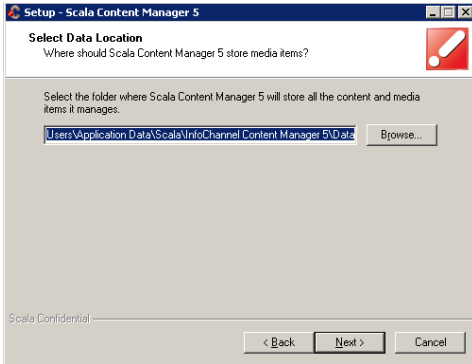 Setup - Scala Content Manager 5
Select Data Location
Where should Scala Content Manager 5 store media items?
Select the folder where Scala Content Manager 5 will store all the content and media
items it manages.
Users\Application Data\Scala\InfoChannel Content Manager 5\Data
Browse...
Scala Confidential
< Back
Next >
Cancel